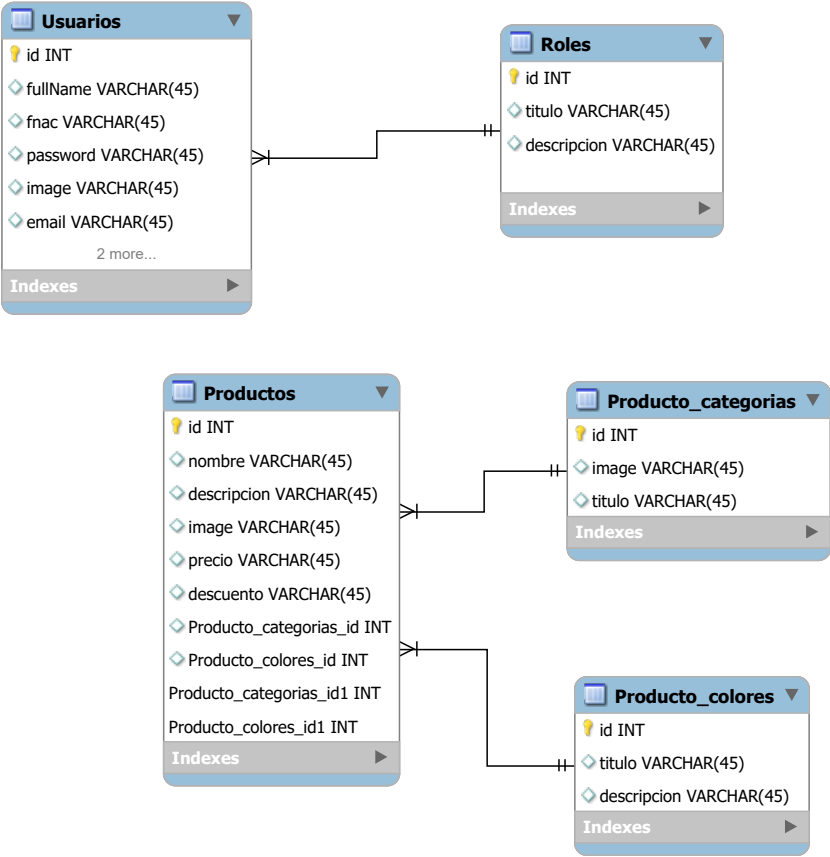 Usuarios
id INT
fullName VARCHAR(45)
fnac VARCHAR(45)
password VARCHAR(45)
image VARCHAR(45)
email VARCHAR(45)
2 more...
Indexes
Roles
id INT
titulo VARCHAR(45)
descripcion VARCHAR(45)
Indexes
Productos
id INT
nombre VARCHAR(45)
descripcion VARCHAR(45)
image VARCHAR(45)
precio VARCHAR(45)
descuento VARCHAR(45)
Producto_categorias_id INT
Producto_colores_id INT
Producto_categorias_id1 INT
Producto_colores_id1 INT
Indexes
Producto_categorias
id INT
image VARCHAR(45)
titulo VARCHAR(45)
Indexes
Producto_colores
id INT
titulo VARCHAR(45)
descripcion VARCHAR(45)
Indexes